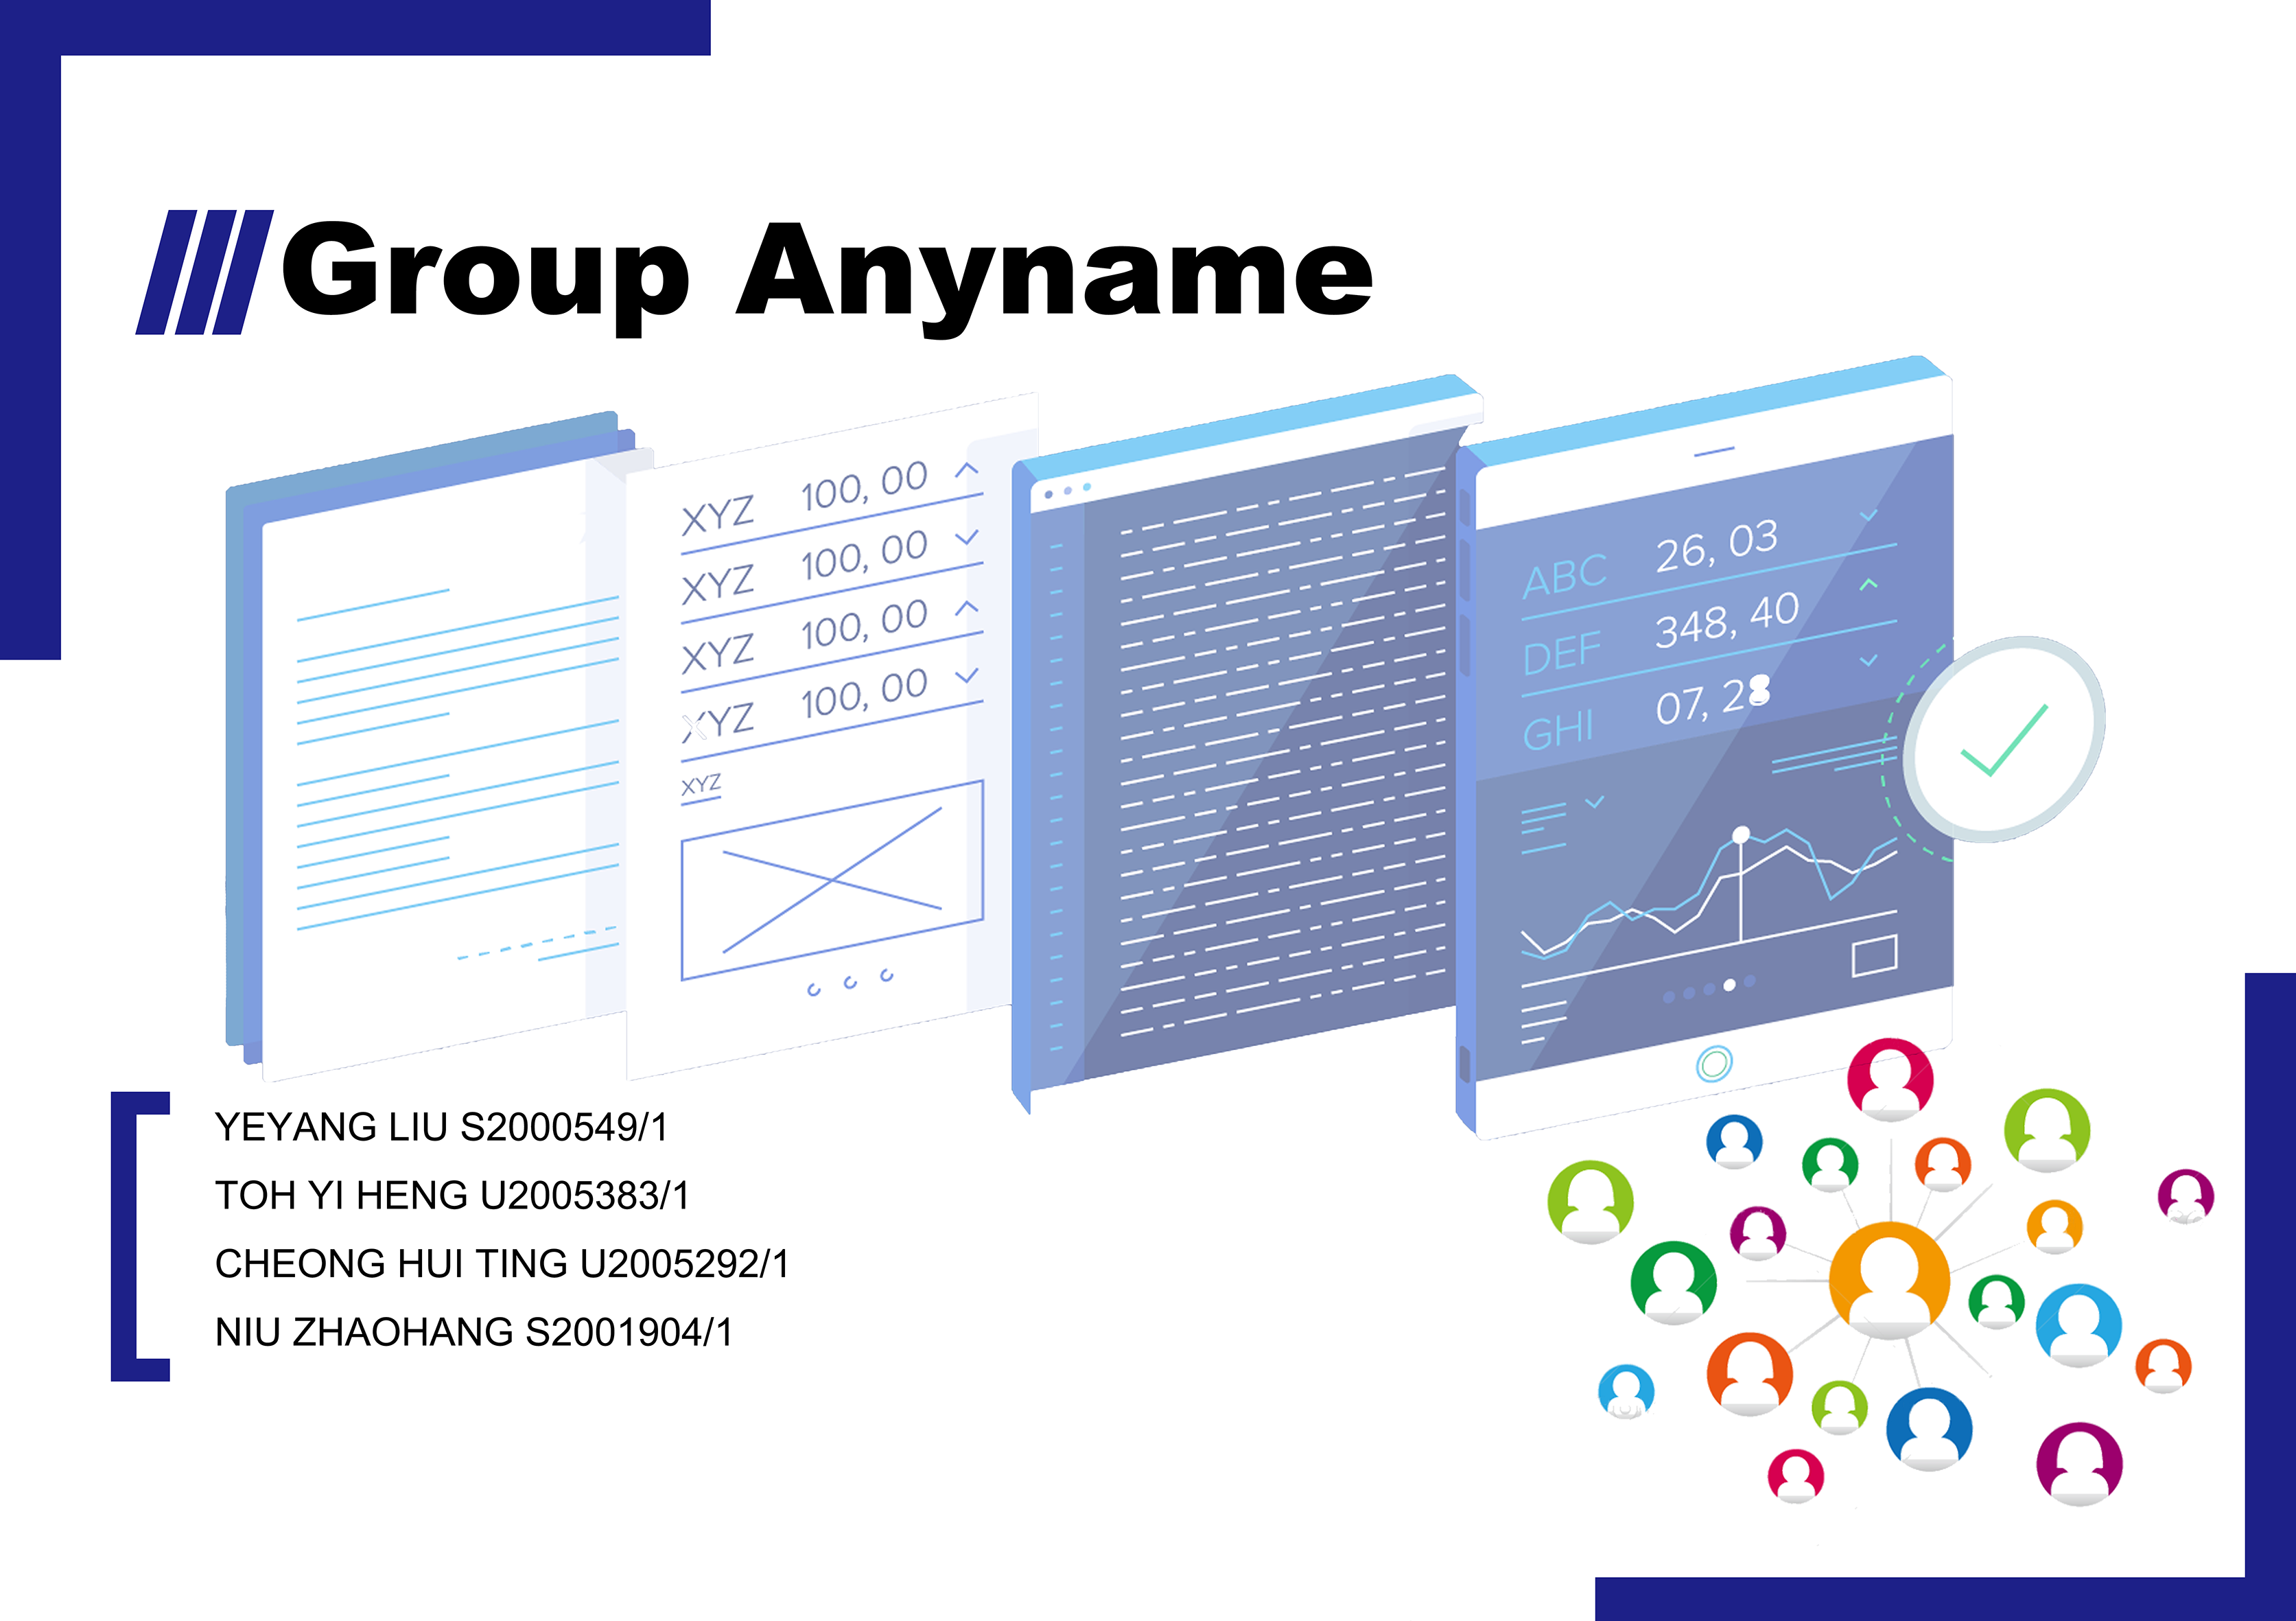 Group Anyname
XYZ 100, 00
XYZ 100, 00
XYZ 100, 00
XYZ 100, 00
XYZ
ABC 26, 03
DEF 348, 40
GHI 07, 28
YEYANG LIU S2000549/1
TOH YI HENG U2005383/1
CHEONG HUI TING U2005292/1
NIU ZHAOHANG S2001904/1